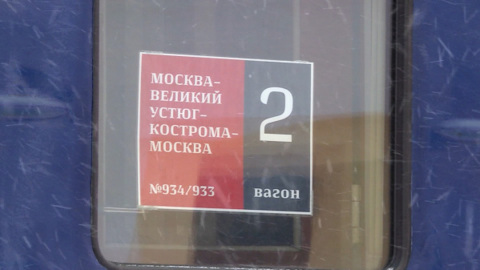 МОСКВА-
ВЕЛИКИЙ
УСТЮГ-
КОСТРОМА-
МОСКВА
№934/933
2
вагон